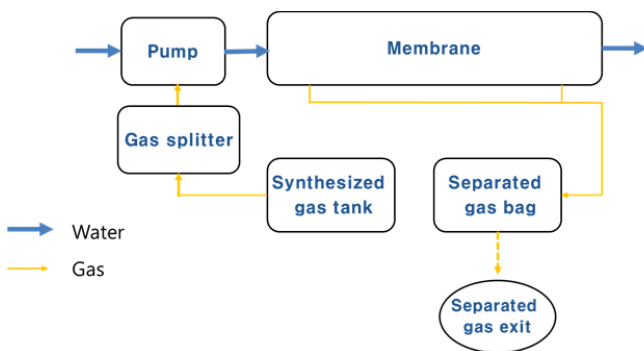 Pump
Membrane
Gas splitter
Synthesized
gas tank
Separated
gas bag
Water
Gas
Separated
gas exit